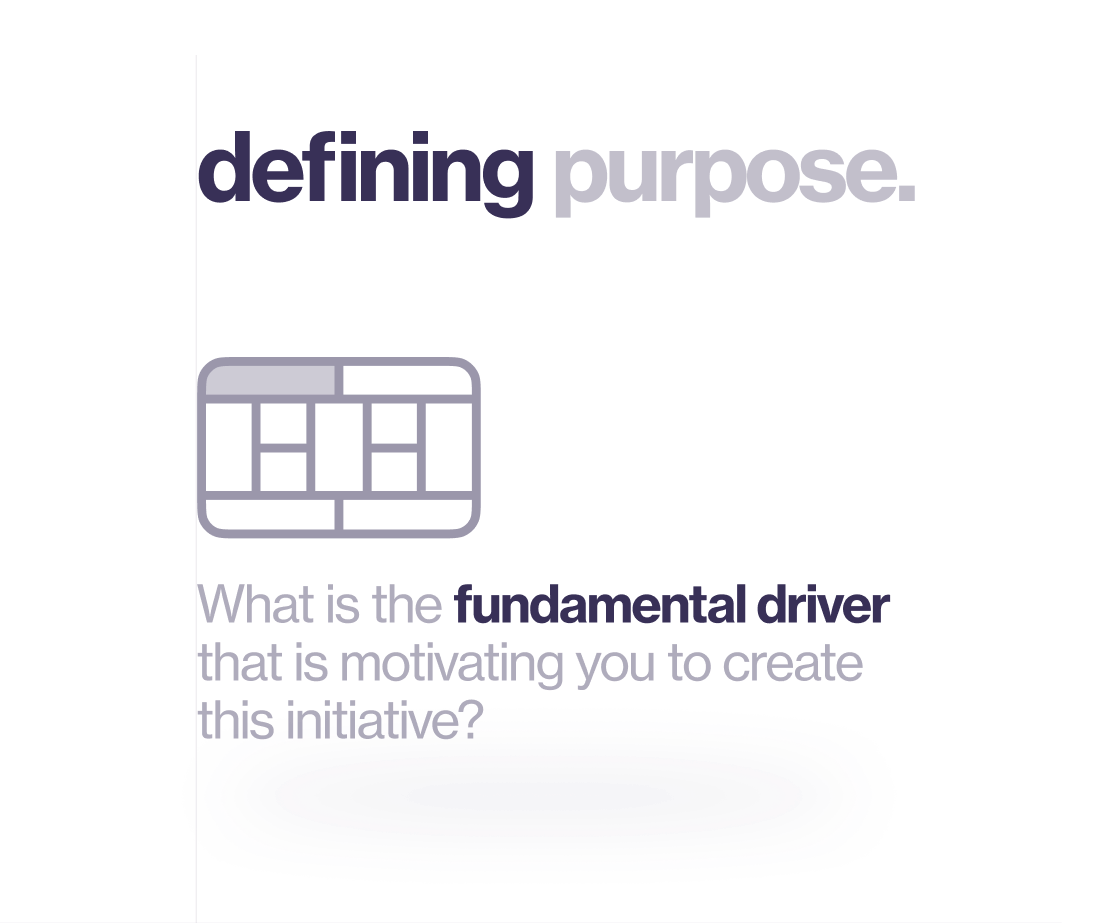 defining purpose.
What is the fundamental driver
that is motivating you to create
this initiative?